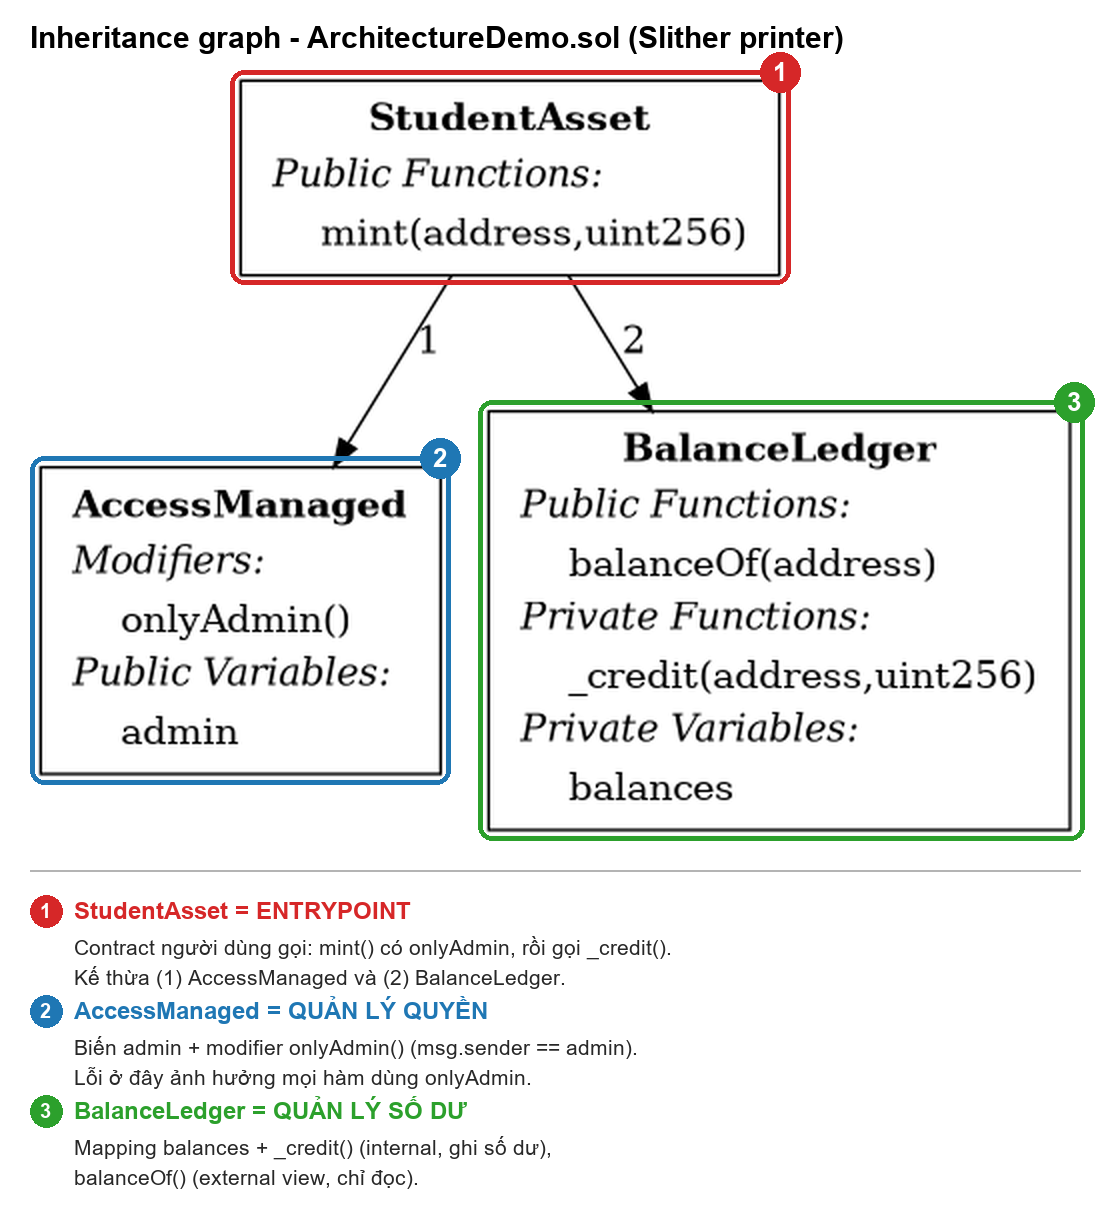 Inheritance graph - ArchitectureDemo.sol (Slither printer)
1
StudentAsset
Public Functions:
mint(address,uint256)
1
2
2
AccessManaged
Modifiers:
onlyAdmin()
Public Variables:
admin
3
BalanceLedger
Public Functions:
balanceOf(address)
Private Functions:
_credit(address,uint256)
Private Variables:
balances
1 StudentAsset = ENTRYPOINT
Contract người dùng gọi: mint() có onlyAdmin, rồi gọi _credit().
Kế thừa (1) AccessManaged và (2) BalanceLedger.
2 AccessManaged = QUẢN LÝ QUYỀN
Biến admin + modifier onlyAdmin() (msg.sender == admin).
Lỗi ở đây ảnh hưởng mọi hàm dùng onlyAdmin.
3 BalanceLedger = QUẢN LÝ SỐ DƯ
Mapping balances + _credit() (internal, ghi số dư),
balanceOf() (external view, chỉ đọc).